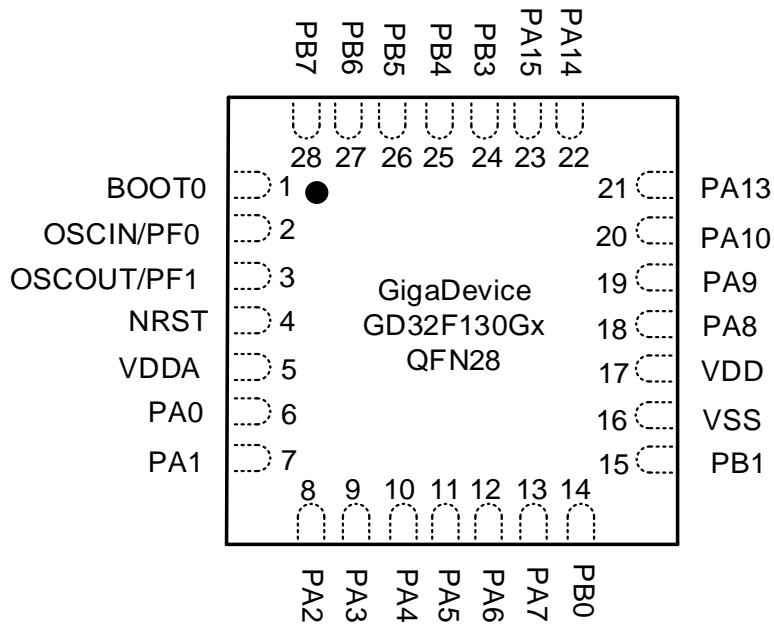 PB7
PB6
PB5
PB4
PB3
PA15
PA14
28
27
26
25
24
23
22
BOOT0
1
OSCIN/PF0
2
OSCOUT/PF1
3
NRST
4
VDDA
5
PA0
6
PA1
7
GigaDevice
GD32F130Gx
QFN28
21
PA13
20
PA10
19
PA9
18
PA8
17
VDD
16
VSS
15
PB1
8
9
10
11
12
13
14
PA2
PA3
PA4
PA5
PA6
PA7
PB0